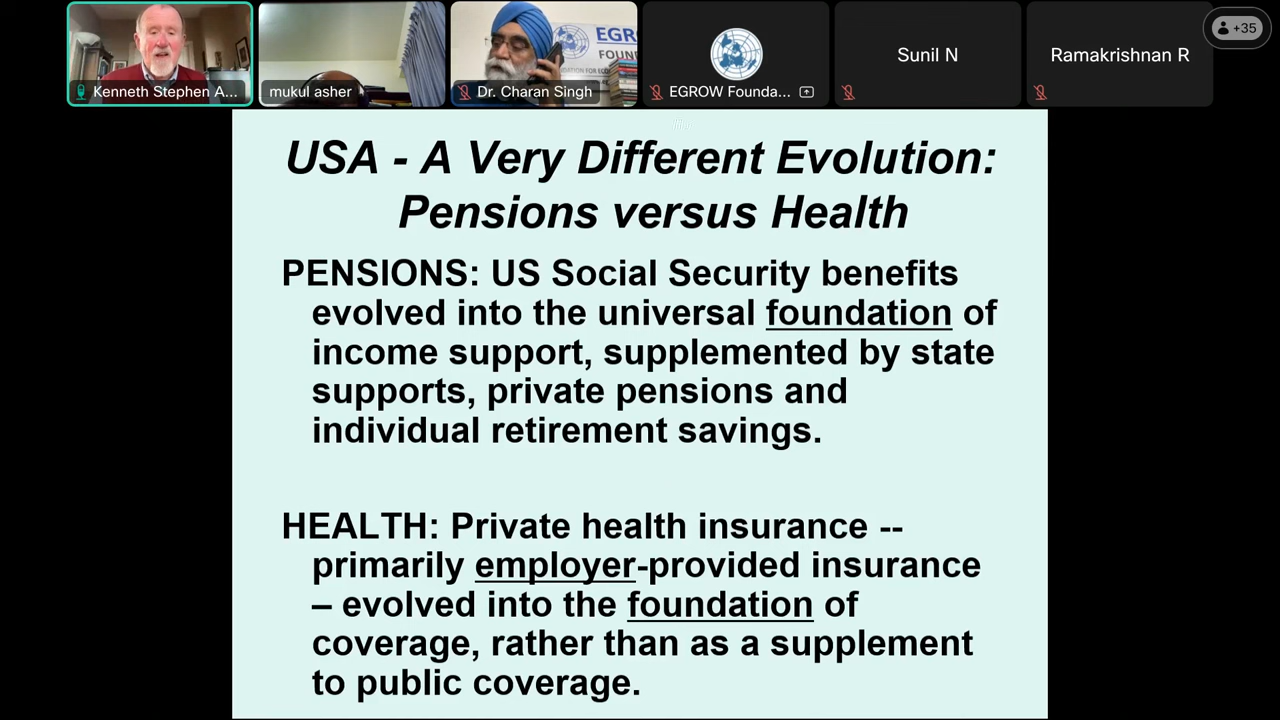 Kenneth Stephen A...
mukul asher
Dr. Charan Singh
EGROW Founda...
Sunil N
Ramakrishnan R
+35
EGR
FOUN
USA - A Very Different Evolution:
Pensions versus Health
PENSIONS: US Social Security benefits
evolved into the universal foundation of
income support, supplemented by state
supports, private pensions and
individual retirement savings.
HEALTH: Private health insurance --
primarily employer-provided insurance
– evolved into the foundation of
coverage, rather than as a supplement
to public coverage.